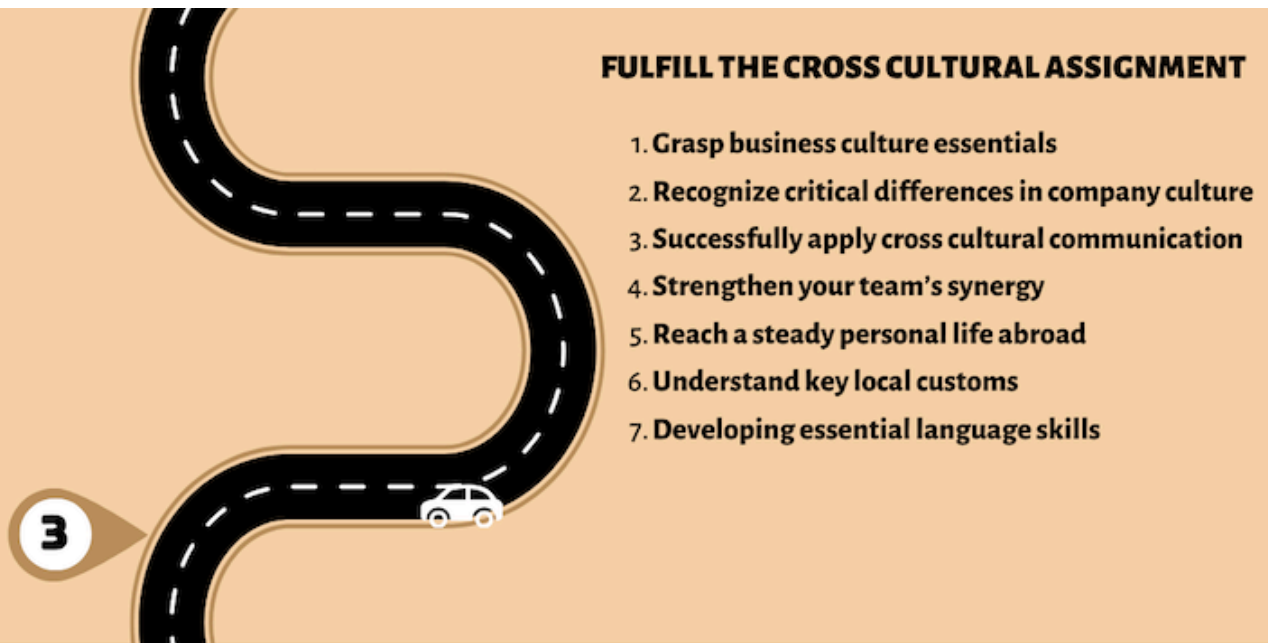 FULFILL THE CROSS CULTURAL ASSIGNMENT
1. Grasp business culture essentials
2. Recognize critical differences in company culture
3. Successfully apply cross cultural communication
4. Strengthen your team's synergy
5. Reach a steady personal life abroad
6. Understand key local customs
7. Developing essential language skills
3